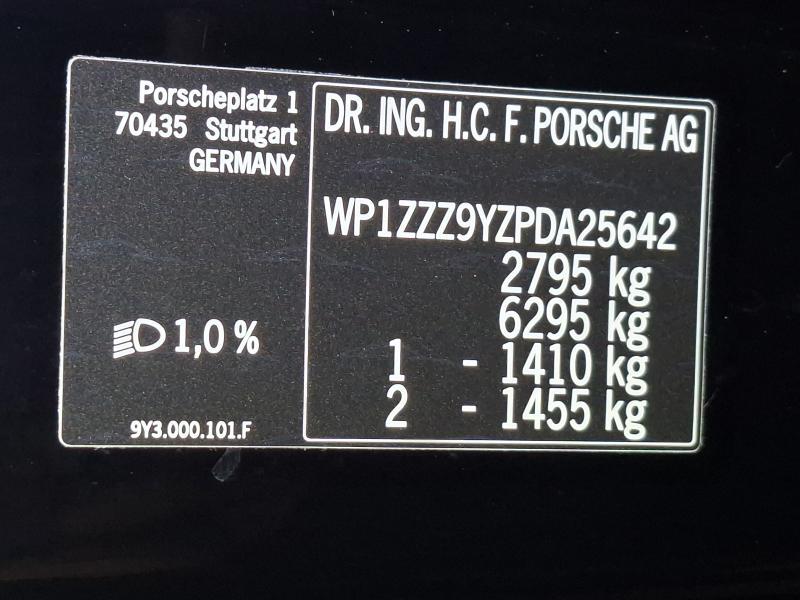 Porscheplatz 1
70435 Stuttgart
GERMANY
1,0 %
9Y3.000.101.F
DR. ING. H.C. F. PORSCHE AG
WP1ZZZ9YZPDA25642
2795 kg
6295 kg
1 - 1410 kg
2 - 1455 kg